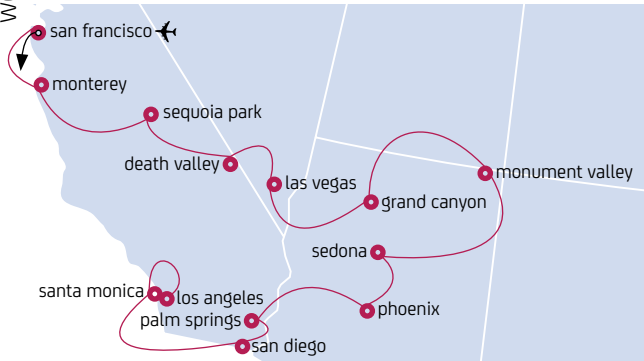 san francisco
monterey
sequoia park
death valley
las vegas
monument valley
grand canyon
sedona
santa monica
los angeles
palm springs
phoenix
san diego